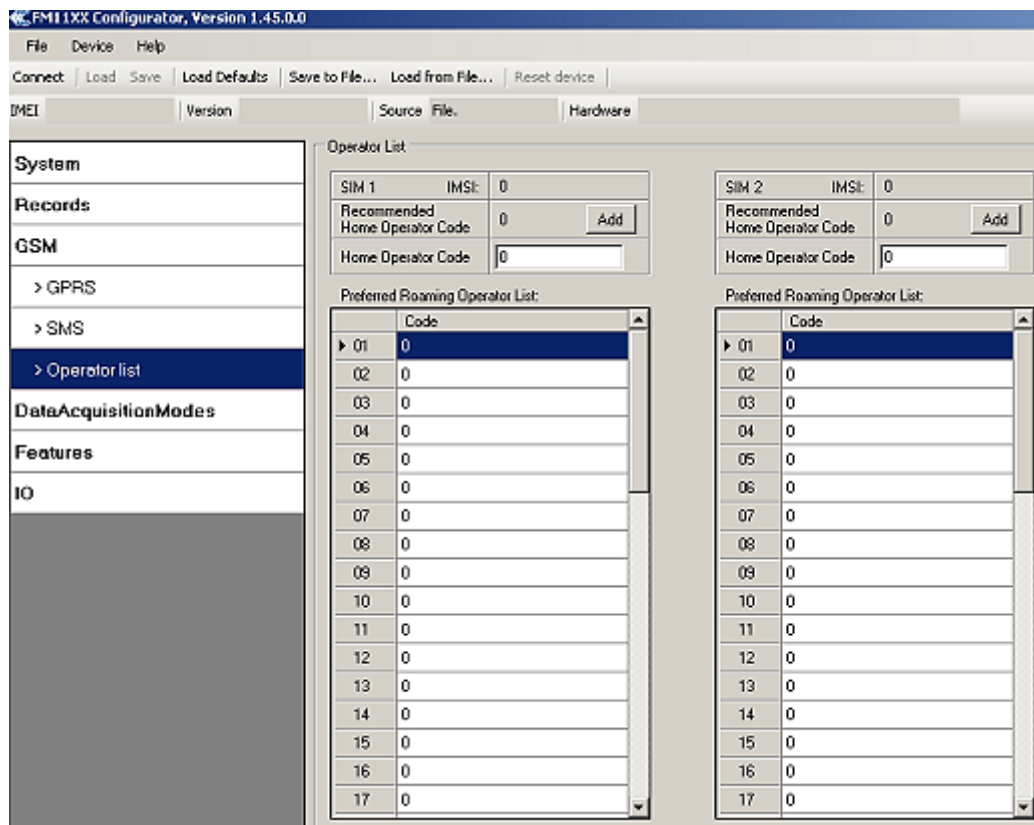 FM11XX Configurator, Version 1.45.0.0
File Device Help
Connect Load Save Load Defaults Save to File... Load from File... Reset device
IMEI Version Source File. Hardware
System
Records
GSM
> GPRS
> SMS
> Operator list
DataAcquisitionModes
Features
IO
Operator List
SIM 1 IMSI: 0
Recommended
Home Operator Code 0 Add
Home Operator Code 0
Preferred Roaming Operator List:
Code
01 0
02 0
03 0
04 0
05 0
06 0
07 0
08 0
09 0
10 0
11 0
12 0
13 0
14 0
15 0
16 0
17 0
SIM 2 IMSI: 0
Recommended
Home Operator Code 0 Add
Home Operator Code 0
Preferred Roaming Operator List:
Code
01 0
02 0
03 0
04 0
05 0
06 0
07 0
08 0
09 0
10 0
11 0
12 0
13 0
14 0
15 0
16 0
17 0